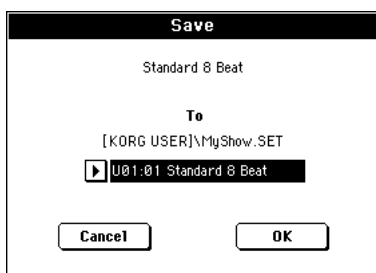 Save
Standard 8 Beat
To
[KORG USER]\MyShow.SET
U01:01 Standard 8 Beat
Cancel OK